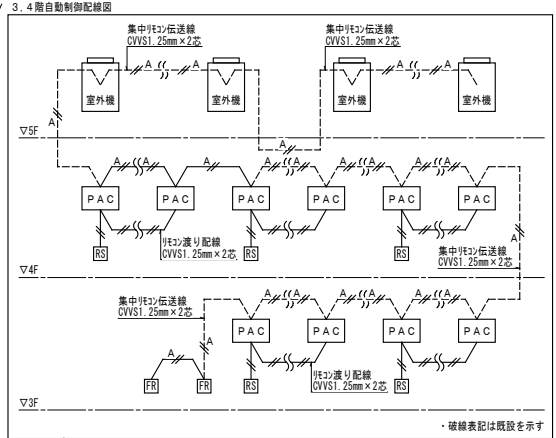 3,4階自動制御配線図
集中リモコン伝送線
CVVS1.25mm×2芯
集中リモコン伝送線
CVVS1.25mm×2芯
A A A A
室外機 室外機 室外機 室外機
A
A
▽5F
A A A A A A A A A
PAC PAC PAC PAC PAC PAC
A
リモコン渡り配線
CVVS1.25mm×2芯
RS RS RS
集中リモコン伝送線
CVVS1.25mm×2芯
▽4F
集中リモコン伝送線
CVVS1.25mm×2芯
A A A A A A
PAC PAC PAC PAC
A
A
リモコン渡り配線
CVVS1.25mm×2芯
FR FR RS RS
▽3F
・破線表記は既設を示す